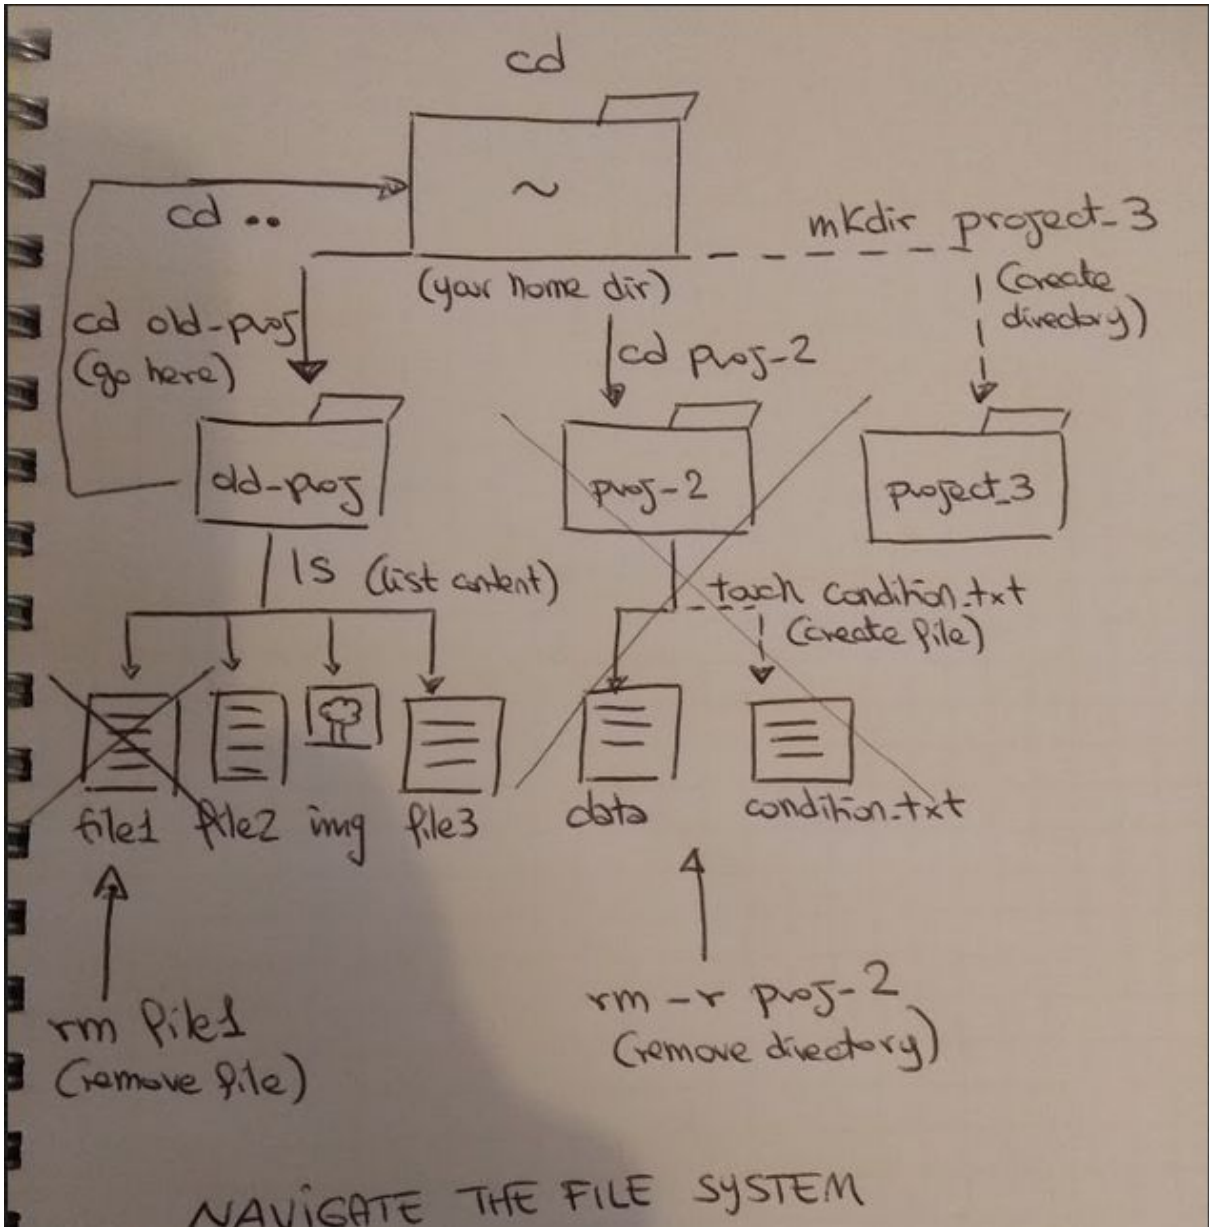 cd
~
cd ..
mkdir project_3
(your home dir)
(create
directory)
cd old-proj
(go here)
cd proj-2
old-proj
proj-2
project_3
ls (list content)
touch condition.txt
(create file)
file1 file2 img file3
data
condition.txt
rm file1
(remove file)
rm -r proj-2
(remove directory)
NAVIGATE THE FILE SYSTEM